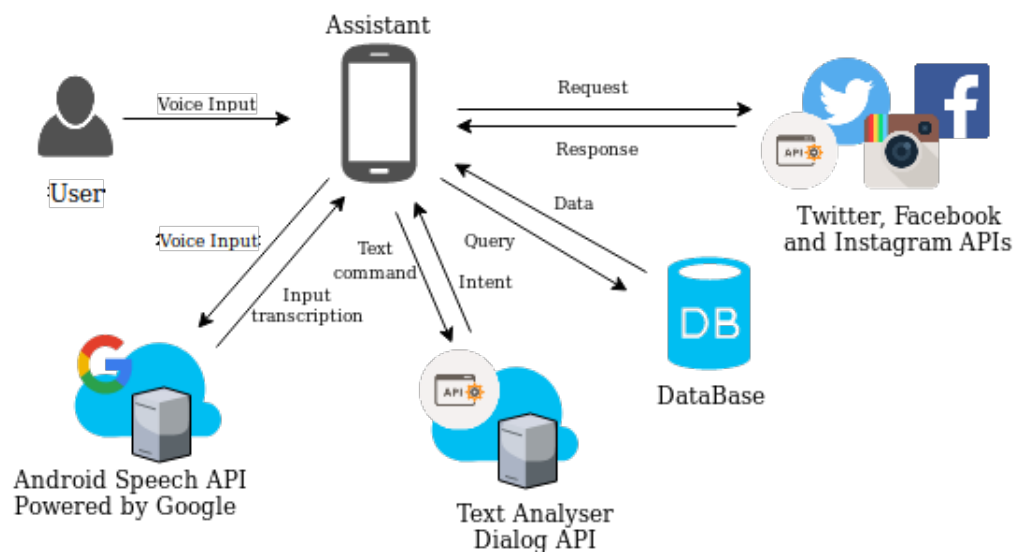 Assistant
Voice Input
User
Request
Response
API
Twitter, Facebook
and Instagram APIs
Voice Input
Input
transcription
Text
command
Query
Intent
Data
DB
DataBase
G
Android Speech API
Powered by Google
API
Text Analyser
Dialog API